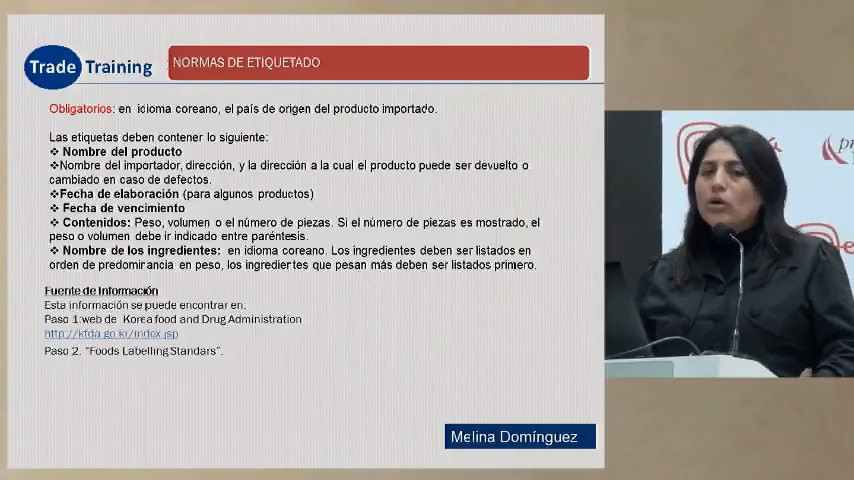 Trade Training
NORMAS DE ETIQUETADO
Obligatorios: en idioma coreano, el país de origen del producto importado.
Las etiquetas deben contener lo siguiente:
❖ Nombre del producto
❖Nombre del importador, dirección, y la dirección a la cual el producto puede ser devuelto o
cambiado en caso de defectos.
❖Fecha de elaboración (para algunos productos)
❖ Fecha de vencimiento
❖ Contenidos: Peso, volumen o el número de piezas. Si el número de piezas es mostrado, el
peso o volumen debe ir indicado entre paréntesis.
❖ Nombre de los ingredientes: en idioma coreano. Los ingredientes deben ser listados en
orden de predominancia en peso, los ingredientes que pesan más deben ser listados primero.
Fuente de Información
Esta información se puede encontrar en:
Paso 1:web de Korea food and Drug Administration
http://kfda.go.kr/index.jsp
Paso 2. "Foods Labelling Standars".
Melina Domínguez